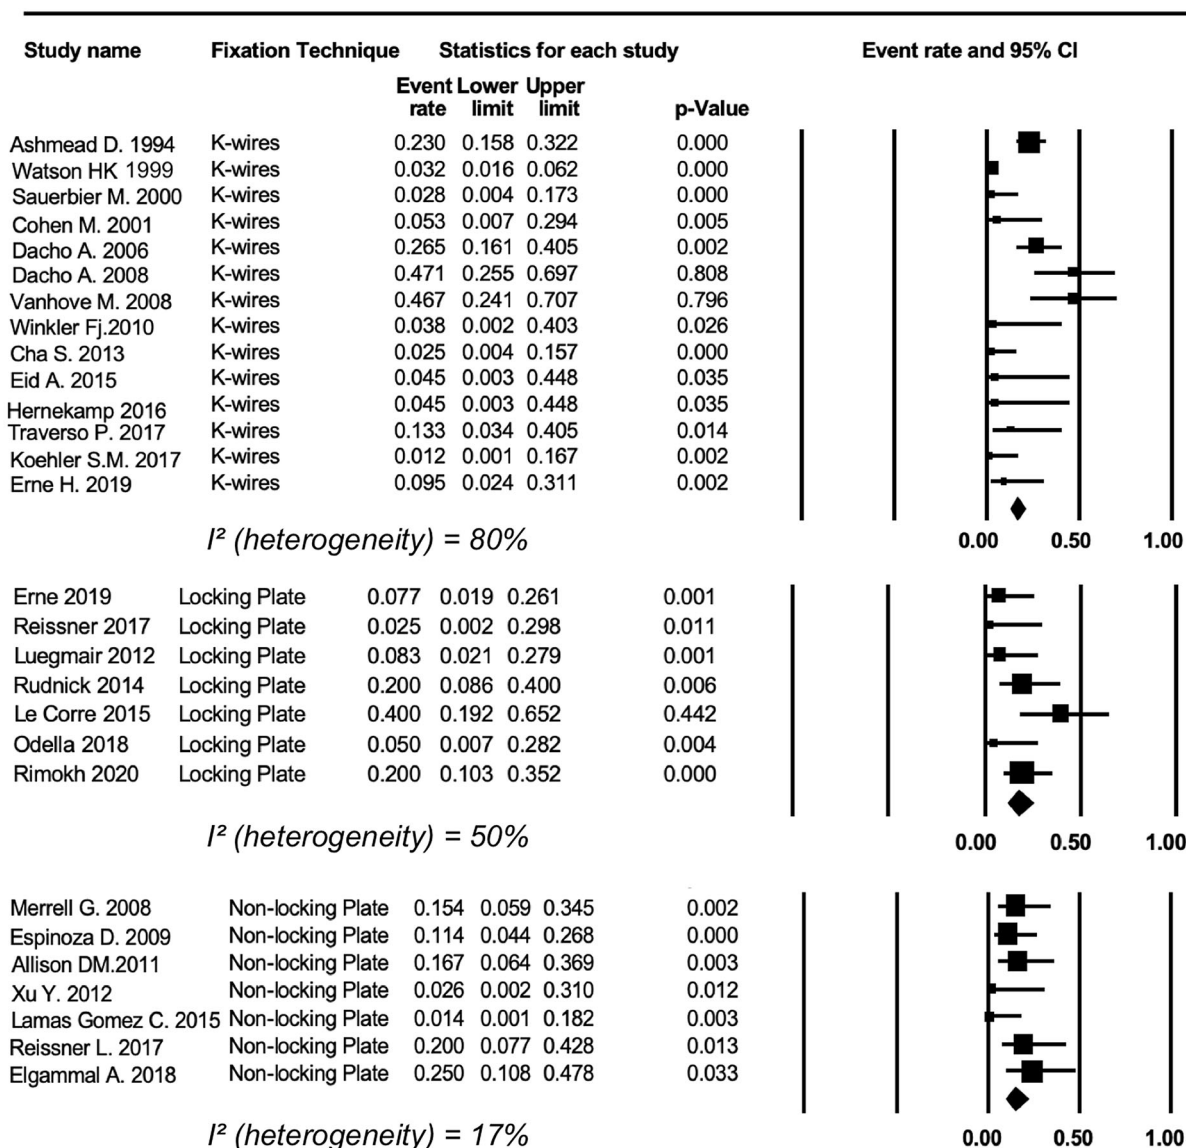 Study name Fixation Technique Statistics for each study Event rate and 95% CI
Event Lower Upper
rate limit limit p-Value
Ashmead D. 1994 K-wires 0.230 0.158 0.322 0.000
Watson HK 1999 K-wires 0.032 0.016 0.062 0.000
Sauerbier M. 2000 K-wires 0.028 0.004 0.173 0.000
Cohen M. 2001 K-wires 0.053 0.007 0.294 0.005
Dacho A. 2006 K-wires 0.265 0.161 0.405 0.002
Dacho A. 2008 K-wires 0.471 0.255 0.697 0.808
Vanhove M. 2008 K-wires 0.467 0.241 0.707 0.796
Winkler Fj.2010 K-wires 0.038 0.002 0.403 0.026
Cha S. 2013 K-wires 0.025 0.004 0.157 0.000
Eid A. 2015 K-wires 0.045 0.003 0.448 0.035
Hernekamp 2016 K-wires 0.045 0.003 0.448 0.035
Traverso P. 2017 K-wires 0.133 0.034 0.405 0.014
Koehler S.M. 2017 K-wires 0.012 0.001 0.167 0.002
Erne H. 2019 K-wires 0.095 0.024 0.311 0.002
I² (heterogeneity) = 80% 0.00 0.50 1.00
Erne 2019 Locking Plate 0.077 0.019 0.261 0.001
Reissner 2017 Locking Plate 0.025 0.002 0.298 0.011
Luegmair 2012 Locking Plate 0.083 0.021 0.279 0.001
Rudnick 2014 Locking Plate 0.200 0.086 0.400 0.006
Le Corre 2015 Locking Plate 0.400 0.192 0.652 0.442
Odella 2018 Locking Plate 0.050 0.007 0.282 0.004
Rimokh 2020 Locking Plate 0.200 0.103 0.352 0.000
I² (heterogeneity) = 50% 0.00 0.50 1.00
Merrell G. 2008 Non-locking Plate 0.154 0.059 0.345 0.002
Espinoza D. 2009 Non-locking Plate 0.114 0.044 0.268 0.000
Allison DM.2011 Non-locking Plate 0.167 0.064 0.369 0.003
Xu Y. 2012 Non-locking Plate 0.026 0.002 0.310 0.012
Lamas Gomez C. 2015 Non-locking Plate 0.014 0.001 0.182 0.003
Reissner L. 2017 Non-locking Plate 0.200 0.077 0.428 0.013
Elgammal A. 2018 Non-locking Plate 0.250 0.108 0.478 0.033
I² (heterogeneity) = 17% 0.00 0.50 1.00